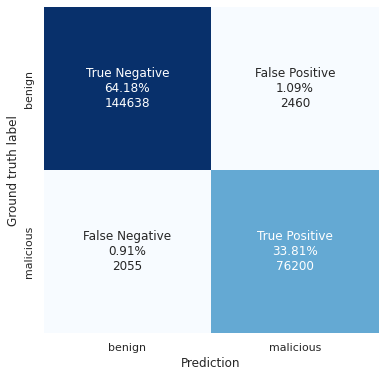 True Negative
64.18%
144638
False Positive
1.09%
2460
benign
Ground truth label
False Negative
0.91%
2055
True Positive
33.81%
76200
malicious
benign
malicious
Prediction